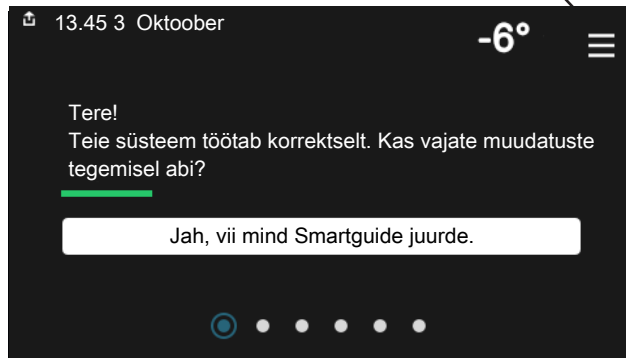 13.45 3 Oktoober
-6°
Tere!
Teie süsteem töötab korrektselt. Kas vajate muudatuste
tegemisel abi?
Jah, vii mind Smartguide juurde.